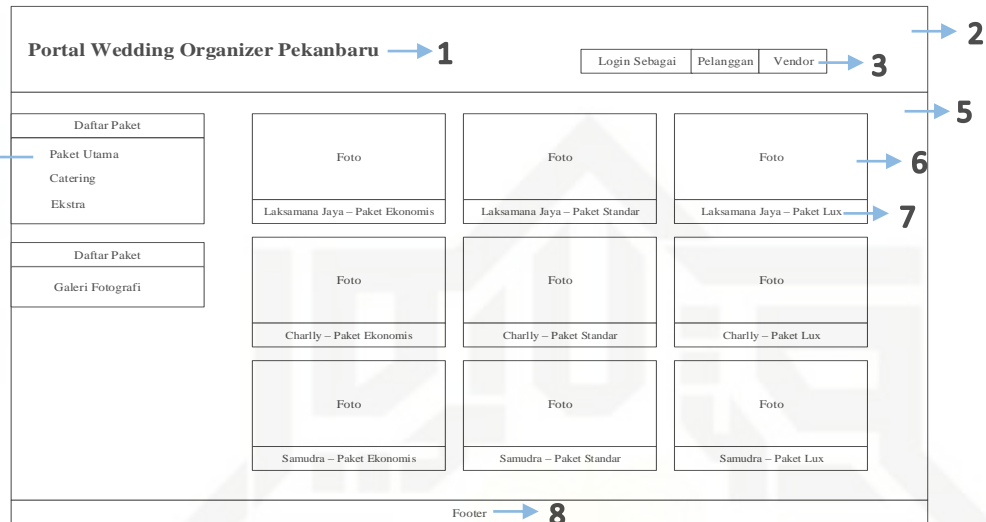 Portal Wedding Organizer Pekanbaru 1
2
Login Sebagai Pelanggan Vendor 3
5
Daftar Paket
Paket Utama
Catering
Ekstra
Daftar Paket
Galeri Fotografi
Foto Foto Foto 6
Laksamana Jaya – Paket Ekonomis Laksamana Jaya – Paket Standar Laksamana Jaya – Paket Lux 7
Foto Foto Foto
Charlly – Paket Ekonomis Charlly – Paket Standar Charlly – Paket Lux
Foto Foto Foto
Samudra – Paket Ekonomis Samudra – Paket Standar Samudra – Paket Lux
Footer 8